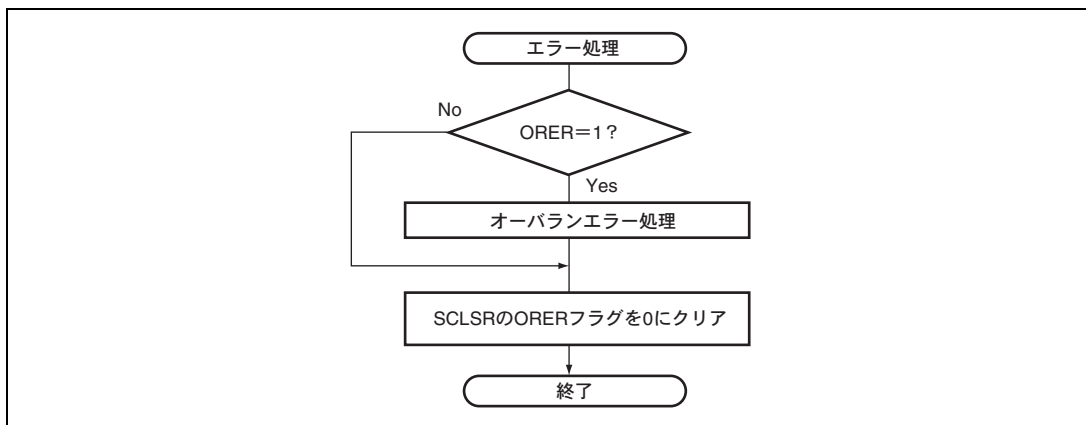 エラー処理
No
ORER＝1？
Yes
オーバランエラー処理
SCLSRのORERフラグを0にクリア
終了